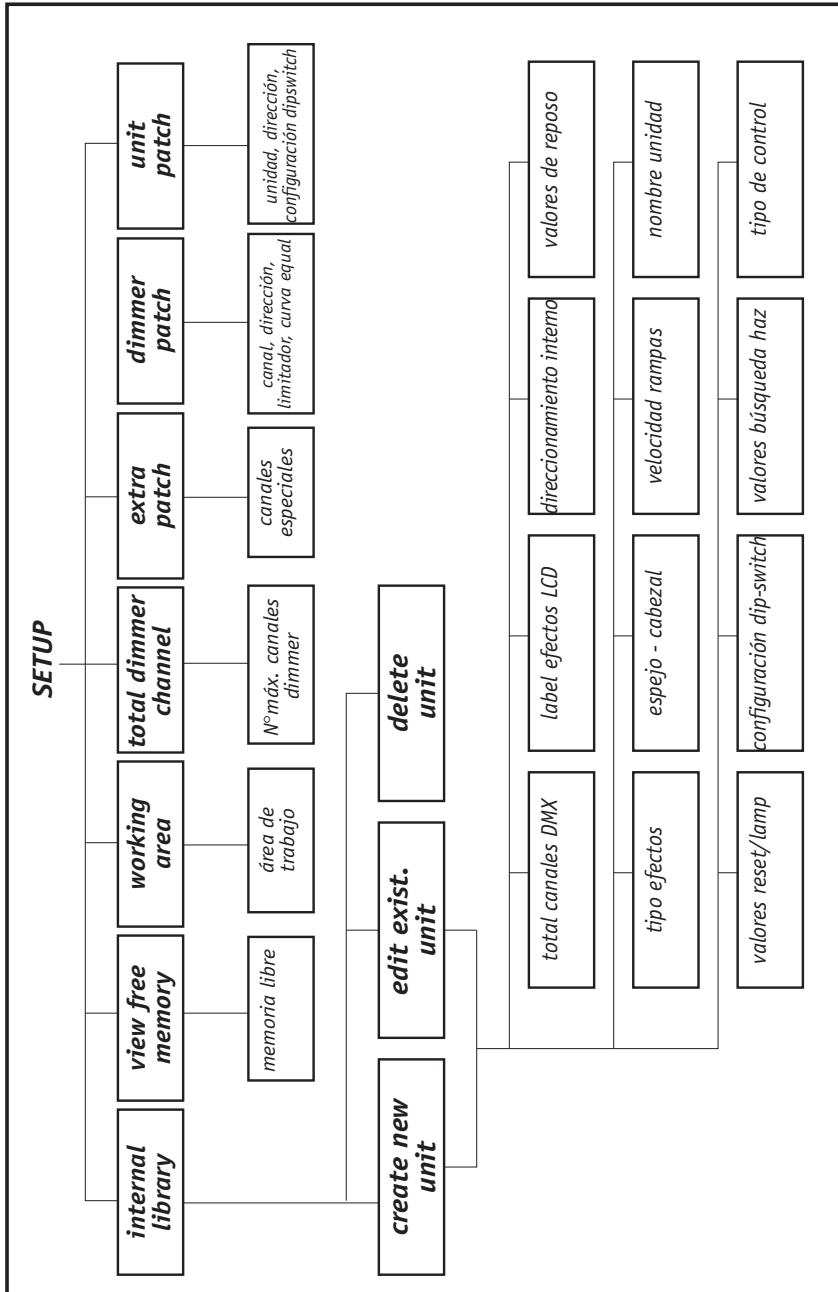 SETUP
internal
library
view free
memory
working
area
total dimmer
channel
extra
patch
dimmer
patch
unit
patch
memoria libre
área de
trabajo
Nº máx. canales
dimmer
canales
especiales
canal, dirección,
limitador, curva equal
unidad, dirección,
configuración dipswitch
create new
unit
edit exist.
unit
delete
unit
total canales DMX
label efectos LCD
direccionamiento interno
valores de reposo
tipo efectos
espejo - cabezal
velocidad rampas
nombre unidad
valores reset/lamp
configuración dip-switch
valores búsqueda haz
tipo de control